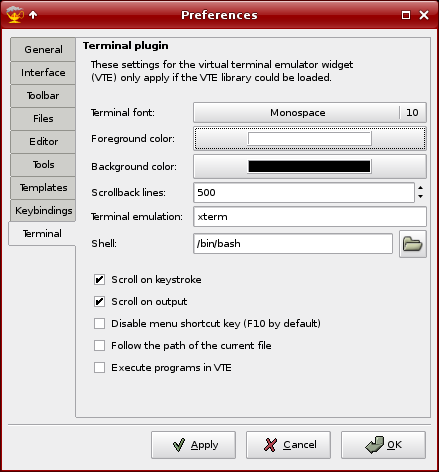 Preferences
General
Interface
Toolbar
Files
Editor
Tools
Templates
Keybindings
Terminal
Terminal plugin
These settings for the virtual terminal emulator widget
(VTE) only apply if the VTE library could be loaded.
Terminal font: Monospace 10
Foreground color:
Background color:
Scrollback lines: 500
Terminal emulation: xterm
Shell: /bin/bash
Scroll on keystroke
Scroll on output
Disable menu shortcut key (F10 by default)
Follow the path of the current file
Execute programs in VTE
Apply Cancel OK